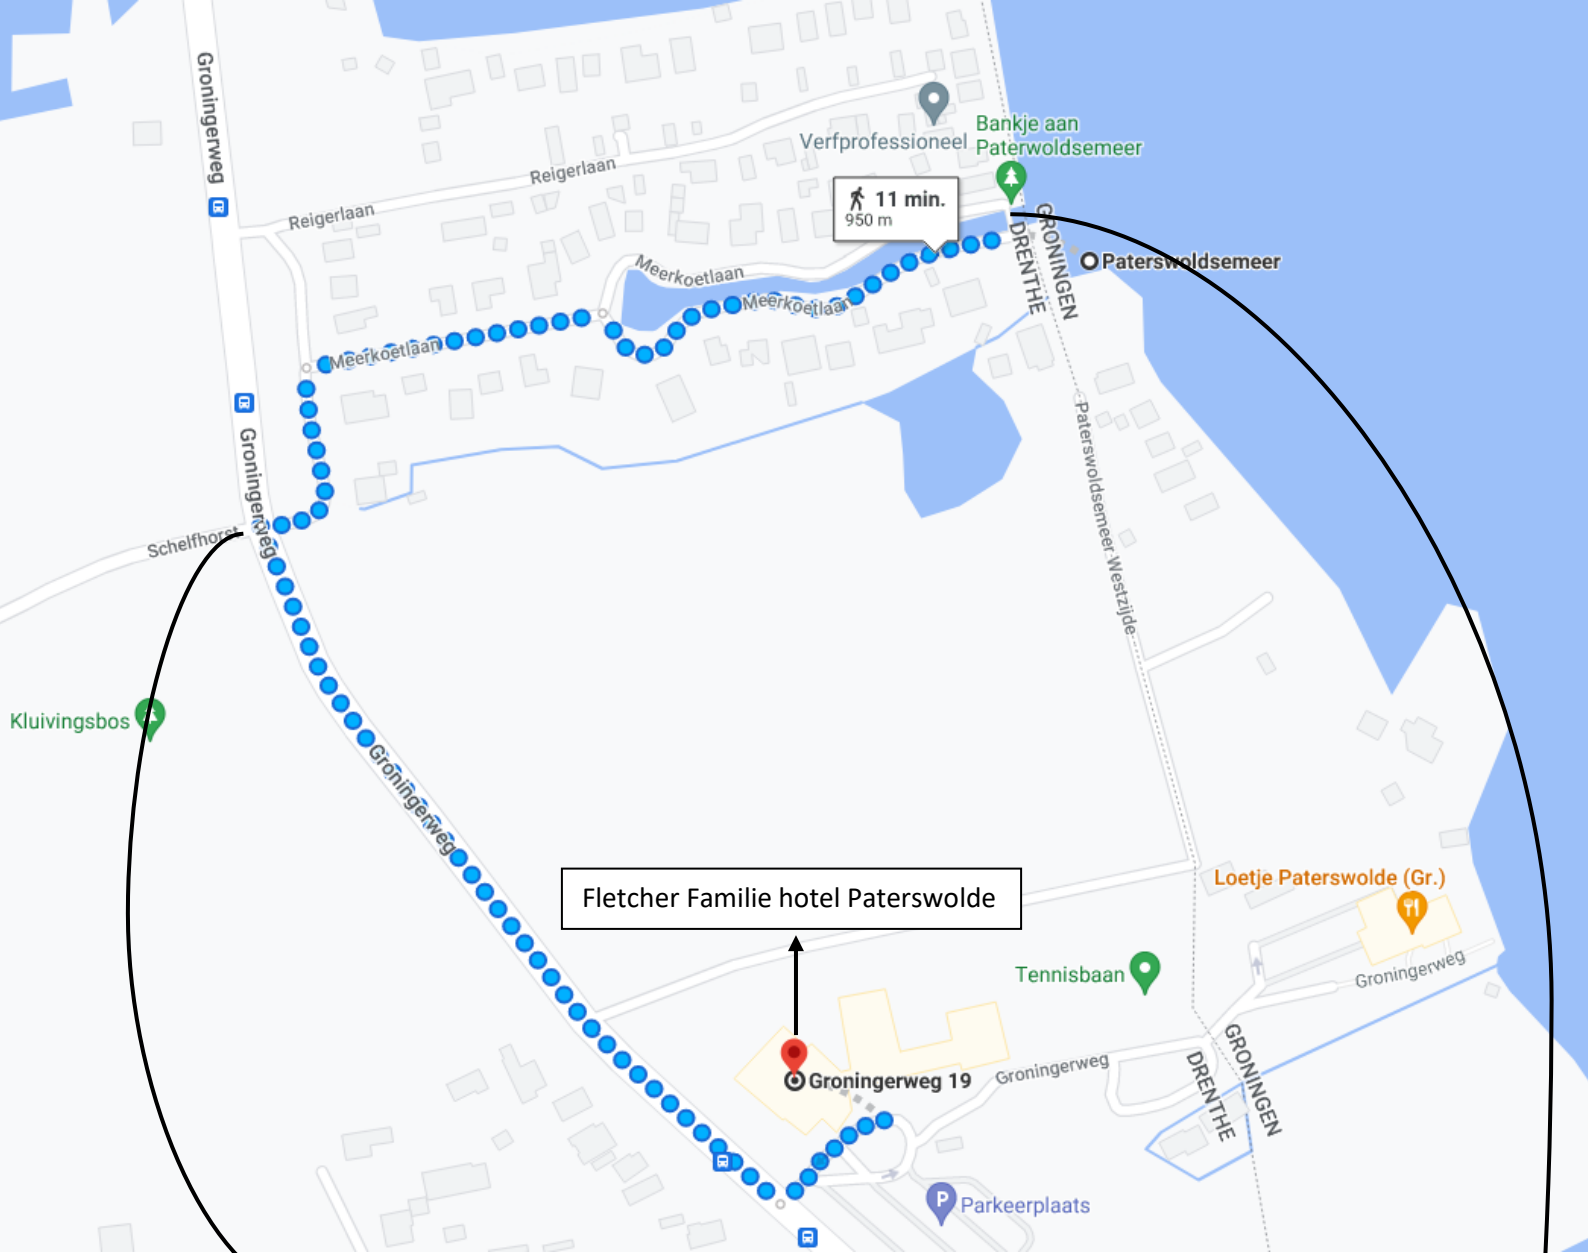 Groningerweg
Verfprofessioneel
Bankje aan
Paterwoldsemeer
Reigerlaan
Reigerlaan
11 min.
950 m
GRONINGEN
DRENTHE
Paterswoldsemeer
Meerkoetlaan
Meerkoetlaan
Meerkoetlaan
Groningerweg
Schelfhorst
Paterswoldsemeer Westzijde
Kluivingsbos
Groningerweg
Fletcher Familie hotel Paterswolde
Loetje Paterswolde (Gr.)
Tennisbaan
Groningerweg
Groningerweg 19
Groningerweg
GRONINGEN
DRENTHE
P Parkeerplaats